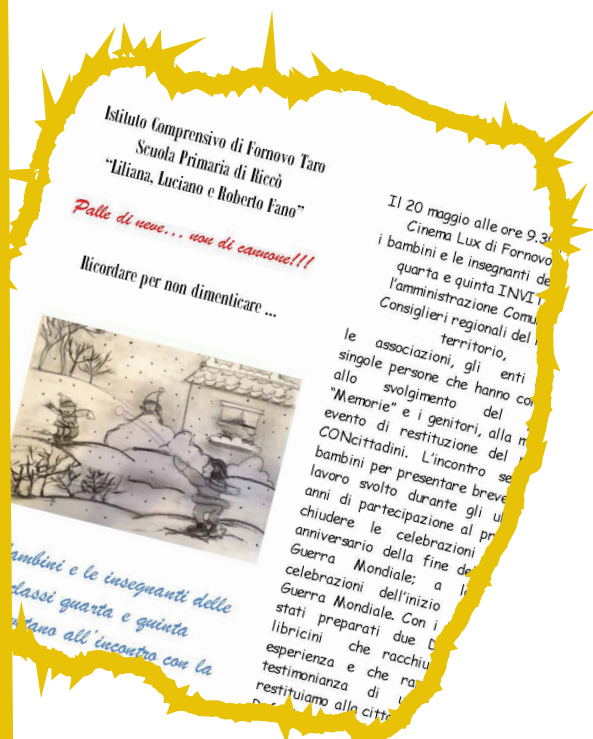 Istituto Comprensivo di Fornovo Taro
Scuola Primaria di Riccò
“Liliana, Luciano e Roberto Fano”
Palle di neve... non di cannone!!!
Ricordare per non dimenticare ...
ambini e le insegnanti delle
classi quarta e quinta
all'incontro con la
Il 20 maggio alle ore 9.3
Cinema Lux di Fornovo
i bambini e le insegnanti de
quarta e quinta INVIT
l'amministrazione Comu
Consiglieri regionali del
territorio,
le associazioni, gli enti
singole persone che hanno co
allo svolgimento del
“Memorie” e i genitori, alla m
evento di restituzione del
CONcittadini. L'incontro se
bambini per presentare breve
lavoro svolto durante gli u
anni di partecipazione al pr
chiudere le celebrazioni
anniversario della fine de
Guerra Mondiale; a
celebrazioni dell'inizio
Guerra Mondiale. Con i
stati preparati due
libricini che racchiu
esperienza e che ra
testimonianza di
restituiamo alla citta